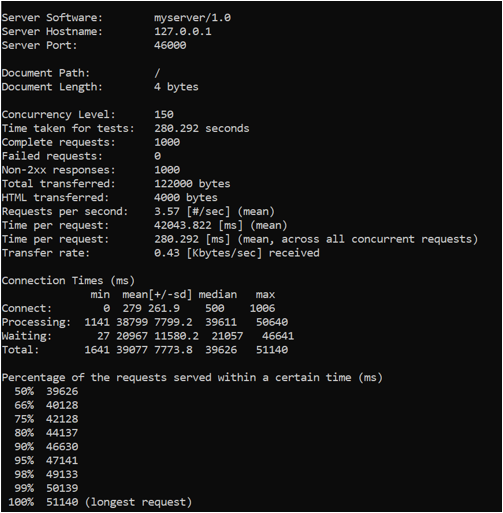 Server Software:        myserver/1.0
Server Hostname:        127.0.0.1
Server Port:            46000

Document Path:          /
Document Length:        4 bytes

Concurrency Level:      150
Time taken for tests:   280.292 seconds
Complete requests:      1000
Failed requests:        0
Non-2xx responses:      1000
Total transferred:      122000 bytes
HTML transferred:       4000 bytes
Requests per second:    3.57 [#/sec] (mean)
Time per request:       42043.822 [ms] (mean)
Time per request:       280.292 [ms] (mean, across all concurrent requests)
Transfer rate:          0.43 [Kbytes/sec] received

Connection Times (ms)
              min  mean[+/-sd] median   max
Connect:        0  279 261.9    500    1006
Processing:  1141 38799 7799.2  39611   50640
Waiting:       27 20967 11580.2  21057   46641
Total:       1641 39077 7773.8  39626   51140

Percentage of the requests served within a certain time (ms)
  50%  39626
  66%  40128
  75%  42128
  80%  44137
  90%  46630
  95%  47141
  98%  49133
  99%  50139
 100%  51140 (longest request)